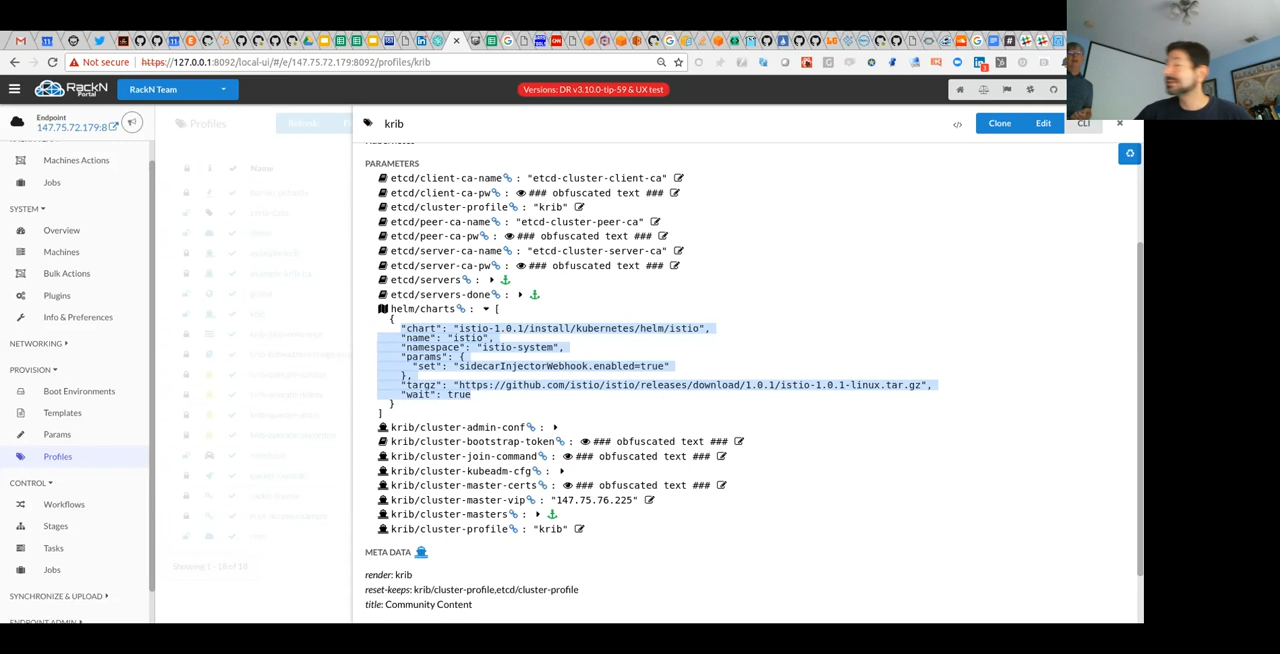 Not secure https://127.0.0.1:8092/local-ui/#/e/147.75.72.179:8092/profiles/krib
RackN Portal
RackN Team
Versions: DR v3.10.0-tip-59 & UX test
Endpoint
147.75.72.179:8
Machines Actions
Jobs
SYSTEM
Overview
Machines
Bulk Actions
Plugins
Info & Preferences
NETWORKING
PROVISION
Boot Environments
Templates
Params
Profiles
CONTROL
Workflows
Stages
Tasks
Jobs
SYNCHRONIZE & UPLOAD
Profiles
Refresh
Name
global
Showing 1 - 18 of 18
krib
</> Clone Edit CLI ×
PARAMETERS
etcd/client-ca-name : "etcd-cluster-client-ca"
etcd/client-ca-pw : ### obfuscated text ###
etcd/cluster-profile : "krib"
etcd/peer-ca-name : "etcd-cluster-peer-ca"
etcd/peer-ca-pw : ### obfuscated text ###
etcd/server-ca-name : "etcd-cluster-server-ca"
etcd/server-ca-pw : ### obfuscated text ###
etcd/servers :
etcd/servers-done :
helm/charts : [
{
"chart": "istio-1.0.1/install/kubernetes/helm/istio",
"name": "istio",
"namespace": "istio-system",
"params": {
"set": "sidecarInjectorWebhook.enabled=true"
},
"targz": "https://github.com/istio/istio/releases/download/1.0.1/istio-1.0.1-linux.tar.gz",
"wait": true
}
]
krib/cluster-admin-conf :
krib/cluster-bootstrap-token : ### obfuscated text ###
krib/cluster-join-command : ### obfuscated text ###
krib/cluster-kubeadm-cfg :
krib/cluster-master-certs : ### obfuscated text ###
krib/cluster-master-vip : "147.75.76.225"
krib/cluster-masters :
krib/cluster-profile : "krib"
META DATA
render: krib
reset-keeps: krib/cluster-profile,etcd/cluster-profile
title: Community Content